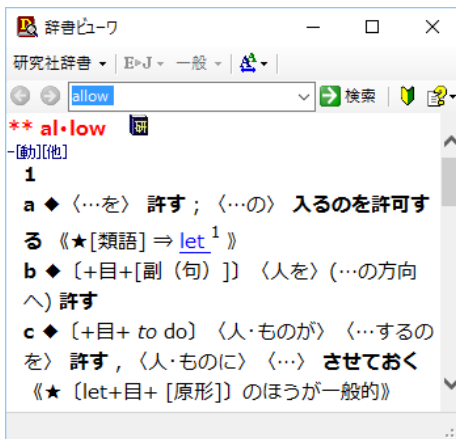 辞書ビューワ
研究社辞書 E▸J 一般 A
allow 検索
** al・low 研
-[動][他]
1
a ◆〈…を〉 許す ; 〈…の〉 入るのを許可す
る 《★[類語] ⇒ let 1 》
b ◆〔+目+[副（句）]〕〈人を〉(…の方向
へ) 許す
c ◆〔+目+ to do〕〈人・ものが〉〈…するの
を〉 許す , 〈人・ものに〉〈…〉 させておく
《★〔let+目+ [原形]〕のほうが一般的》